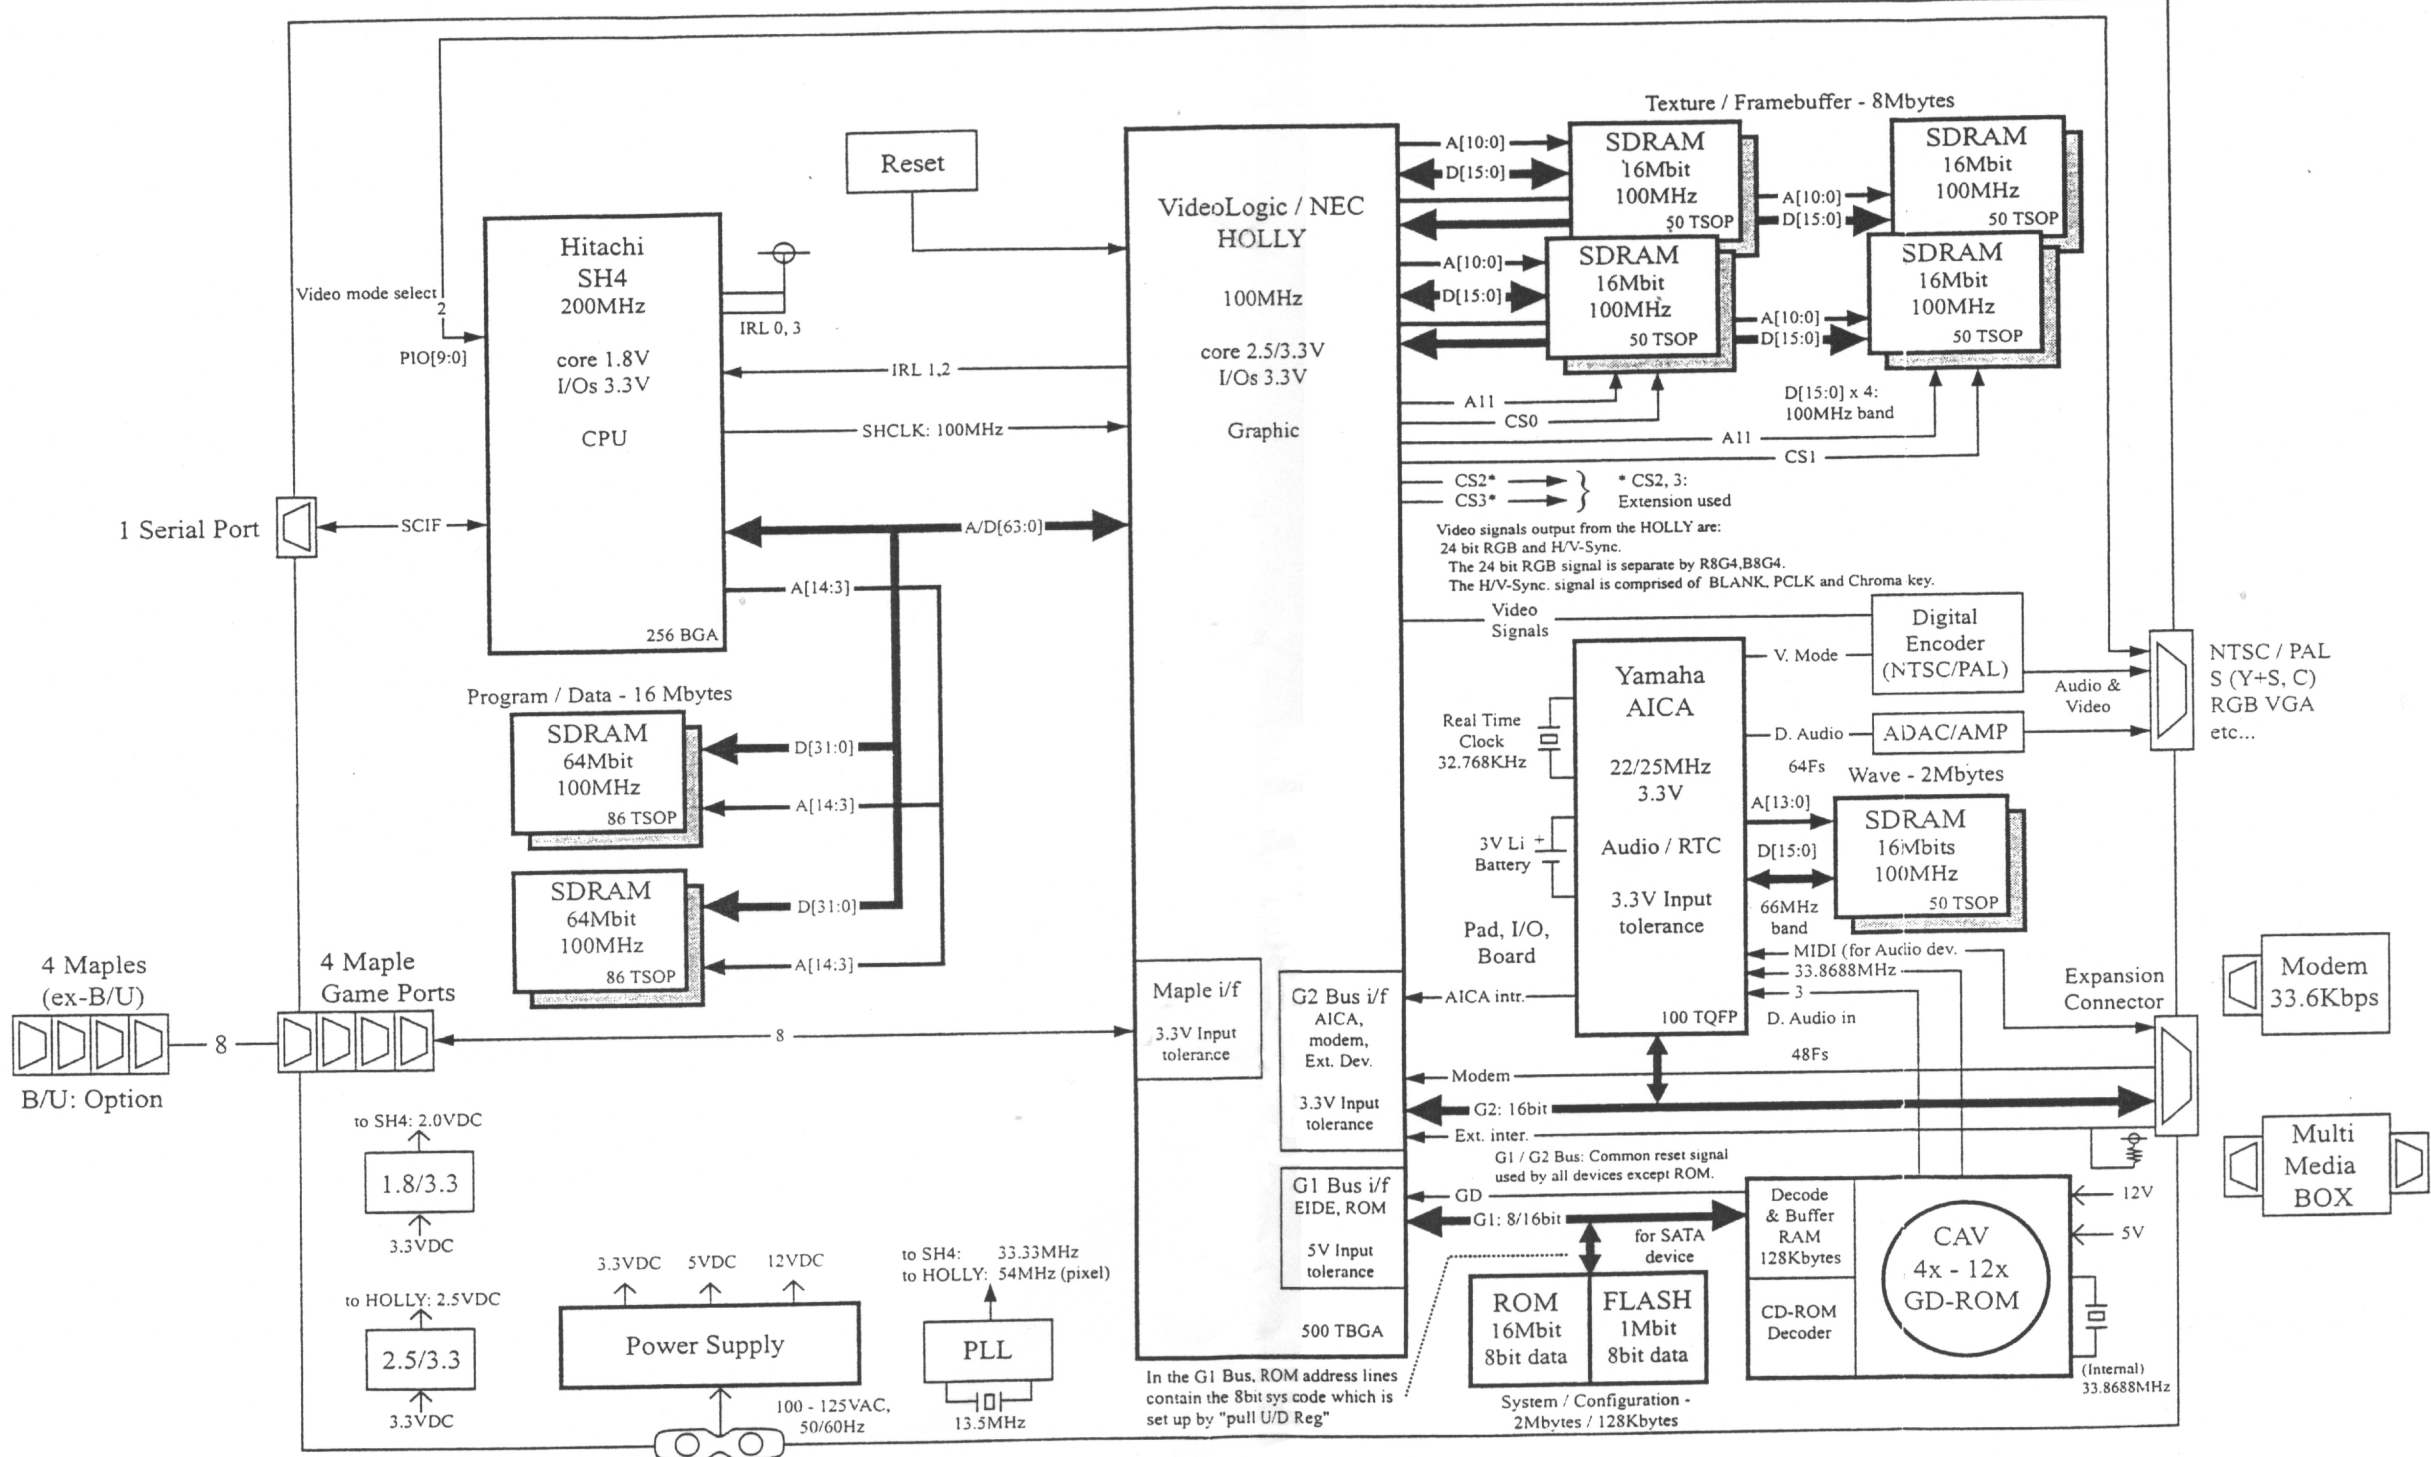 Texture / Framebuffer - 8Mbytes
Reset
Hitachi
SH4
200MHz
core 1.8V
I/Os 3.3V
CPU
256 BGA
Video mode select
2
PIO[9:0]
IRL 0, 3
IRL 1,2
SHCLK: 100MHz
A/D[63:0]
A[14:3]
1 Serial Port
SCIF
VideoLogic / NEC
HOLLY
100MHz
core 2.5/3.3V
I/Os 3.3V
Graphic
A[10:0]
D[15:0]
SDRAM
16Mbit
100MHz
50 TSOP
A[10:0]
D[15:0]
SDRAM
16Mbit
100MHz
50 TSOP
A[10:0]
D[15:0]
SDRAM
16Mbit
100MHz
50 TSOP
A[10:0]
D[15:0]
SDRAM
16Mbit
100MHz
50 TSOP
A11
CS0
D[15:0] x 4:
100MHz band
A11
CS1
CS2*
CS3*
* CS2, 3:
Extension used
Video signals output from the HOLLY are:
24 bit RGB and H/V-Sync.
The 24 bit RGB signal is separate by R8G4,B8G4.
The H/V-Sync. signal is comprised of BLANK, PCLK and Chroma key.
Video
Signals
Digital
Encoder
(NTSC/PAL)
V. Mode
Audio &
Video
NTSC / PAL
S (Y+S, C)
RGB VGA
etc...
D. Audio
ADAC/AMP
64Fs
Yamaha
AICA
22/25MHz
3.3V
Audio / RTC
3.3V Input
tolerance
100 TQFP
Real Time
Clock
32.768KHz
3V Li
+
Battery
Pad, I/O,
Board
Wave - 2Mbytes
A[13:0]
D[15:0]
66MHz
band
SDRAM
16Mbits
100MHz
50 TSOP
MIDI (for Audio dev.
33.8688MHz
3
D. Audio in
48Fs
Expansion
Connector
Modem
33.6Kbps
Multi
Media
BOX
Program / Data - 16 Mbytes
SDRAM
64Mbit
100MHz
86 TSOP
D[31:0]
A[14:3]
SDRAM
64Mbit
100MHz
86 TSOP
D[31:0]
A[14:3]
4 Maples
(ex-B/U)
8
B/U: Option
4 Maple
Game Ports
8
Maple i/f
3.3V Input
tolerance
G2 Bus i/f
AICA,
modem,
Ext. Dev.
3.3V Input
tolerance
AICA intr.
Modem
G2: 16bit
Ext. inter.
G1 / G2 Bus: Common reset signal
used by all devices except ROM.
G1 Bus i/f
EIDE, ROM
5V Input
tolerance
500 TBGA
GD
G1: 8/16bit
for SATA
device
Decode
& Buffer
RAM
128Kbytes
CD-ROM
Decoder
CAV
4x - 12x
GD-ROM
12V
5V
(Internal)
33.8688MHz
ROM
16Mbit
8bit data
FLASH
1Mbit
8bit data
System / Configuration -
2Mbytes / 128Kbytes
In the G1 Bus, ROM address lines
contain the 8bit sys code which is
set up by "pull U/D Reg"
to SH4: 2.0VDC
1.8/3.3
3.3VDC
to HOLLY: 2.5VDC
2.5/3.3
3.3VDC
3.3VDC
5VDC
12VDC
Power Supply
100 - 125VAC,
50/60Hz
to SH4: 33.33MHz
to HOLLY: 54MHz (pixel)
PLL
13.5MHz